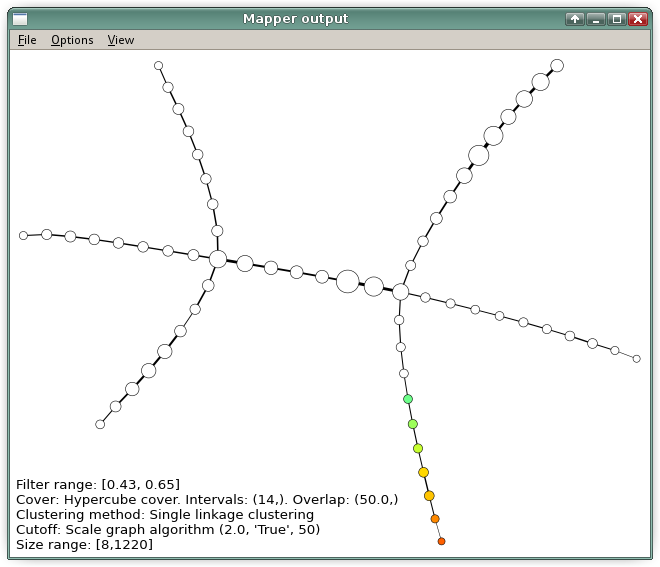 Mapper output
File Options View
Filter range: [0.43, 0.65]
Cover: Hypercube cover. Intervals: (14,). Overlap: (50.0,)
Clustering method: Single linkage clustering
Cutoff: Scale graph algorithm (2.0, 'True', 50)
Size range: [8,1220]